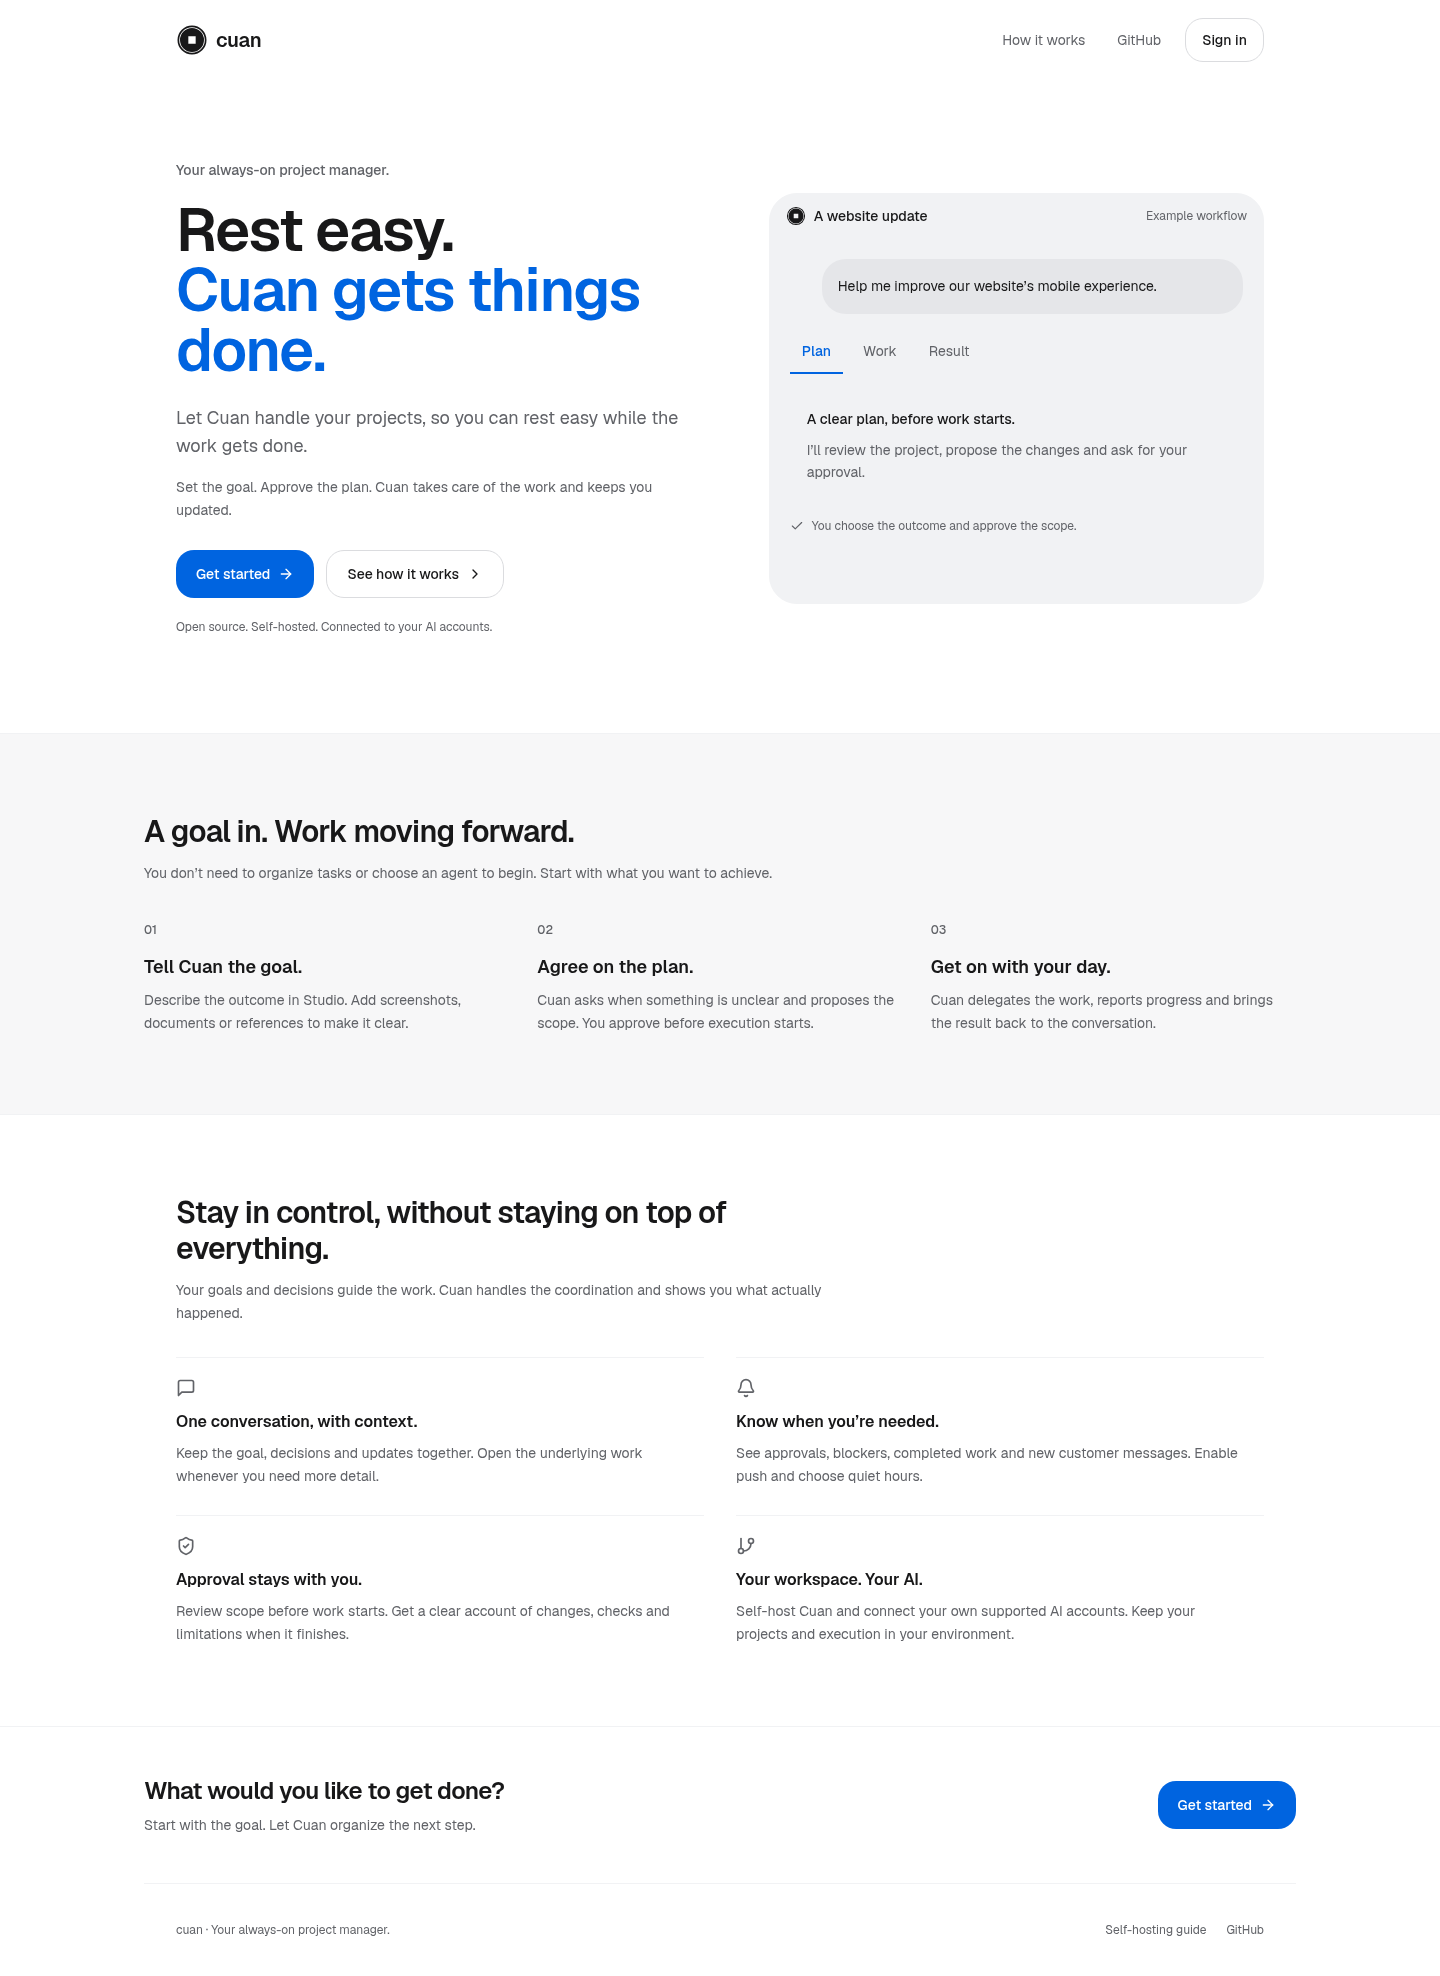 cuan
How it works
GitHub
Sign in
Your always-on project manager.
Rest easy.
Cuan gets things
done.
Let Cuan handle your projects, so you can rest easy while the
work gets done.
Set the goal. Approve the plan. Cuan takes care of the work and keeps you
updated.
Get started
See how it works
Open source. Self-hosted. Connected to your AI accounts.
A website update
Example workflow
Help me improve our website’s mobile experience.
Plan
Work
Result
A clear plan, before work starts.
I’ll review the project, propose the changes and ask for your
approval.
You choose the outcome and approve the scope.
A goal in. Work moving forward.
You don’t need to organize tasks or choose an agent to begin. Start with what you want to achieve.
01
Tell Cuan the goal.
Describe the outcome in Studio. Add screenshots,
documents or references to make it clear.
02
Agree on the plan.
Cuan asks when something is unclear and proposes the
scope. You approve before execution starts.
03
Get on with your day.
Cuan delegates the work, reports progress and brings
the result back to the conversation.
Stay in control, without staying on top of
everything.
Your goals and decisions guide the work. Cuan handles the coordination and shows you what actually
happened.
One conversation, with context.
Keep the goal, decisions and updates together. Open the underlying work
whenever you need more detail.
Know when you’re needed.
See approvals, blockers, completed work and new customer messages. Enable
push and choose quiet hours.
Approval stays with you.
Review scope before work starts. Get a clear account of changes, checks and
limitations when it finishes.
Your workspace. Your AI.
Self-host Cuan and connect your own supported AI accounts. Keep your
projects and execution in your environment.
What would you like to get done?
Start with the goal. Let Cuan organize the next step.
Get started
cuan · Your always-on project manager.
Self-hosting guide
GitHub